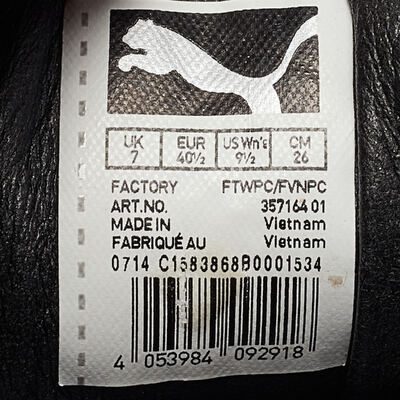 UK EUR US Wn's CM
7 40½ 9½ 26
FACTORY FTWPC/FVNPC
ART.NO. 357164 01
MADE IN Vietnam
FABRIQUÉ AU Vietnam
0714 C1583868B0001534
4 053984 092918